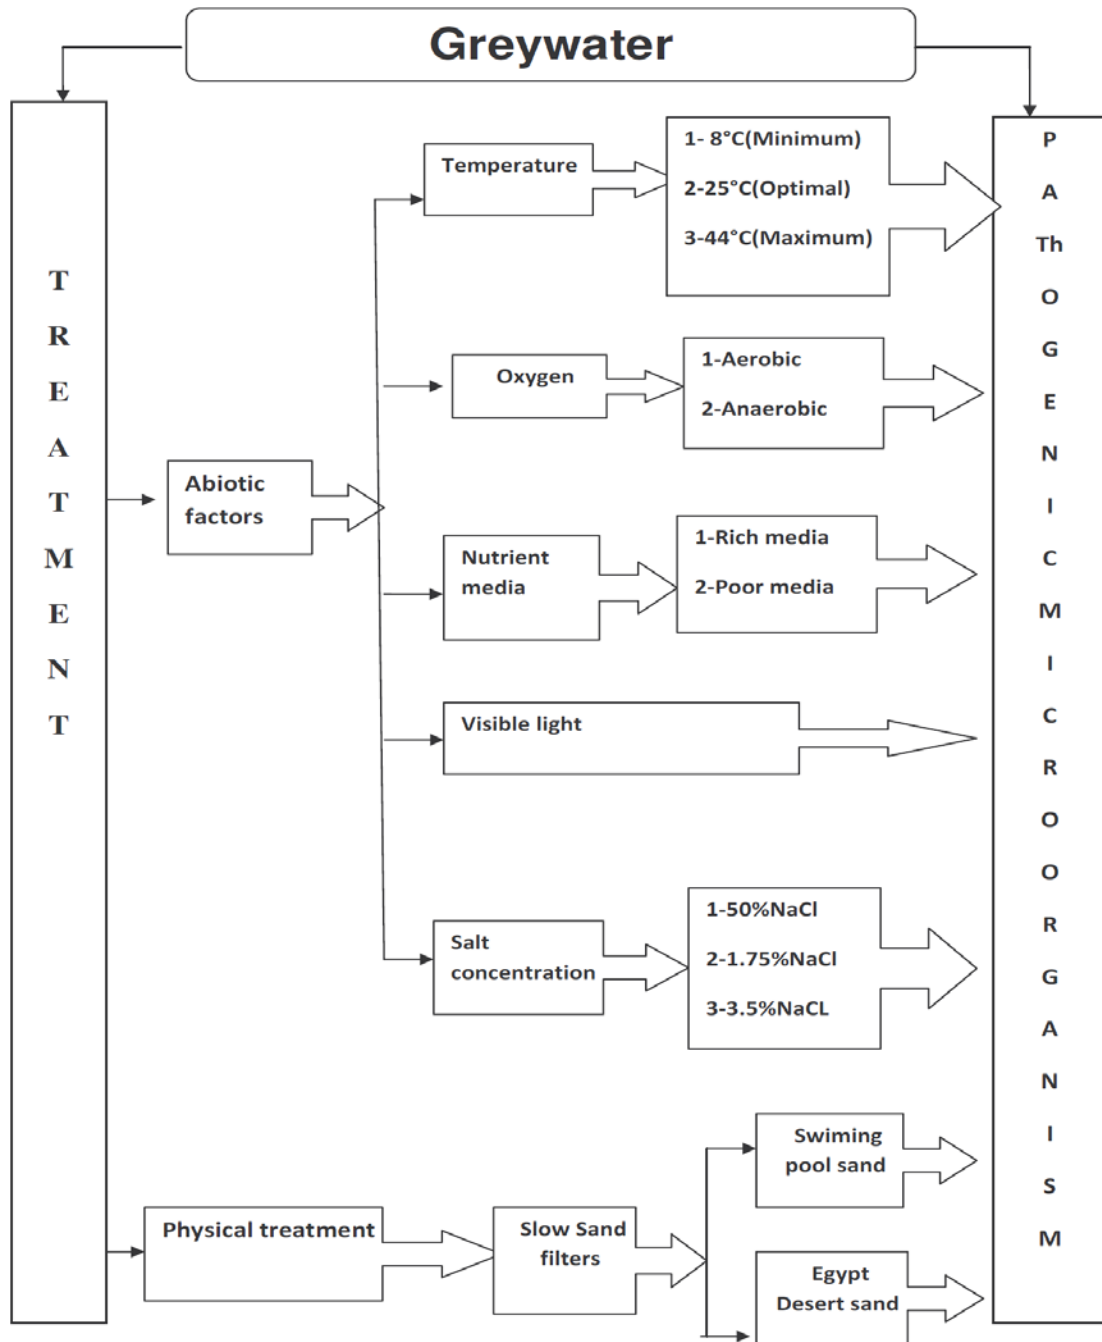 Greywater
TREATMENT
Abiotic
factors
Temperature
1- 8°C(Minimum)
2-25°C(Optimal)
3-44°C(Maximum)
Oxygen
1-Aerobic
2-Anaerobic
Nutrient
media
1-Rich media
2-Poor media
Visible light
Salt
concentration
1-50%NaCl
2-1.75%NaCl
3-3.5%NaCL
Physical treatment
Slow Sand
filters
Swiming
pool sand
Egypt
Desert sand
PAThOGENICMICROORGANISM